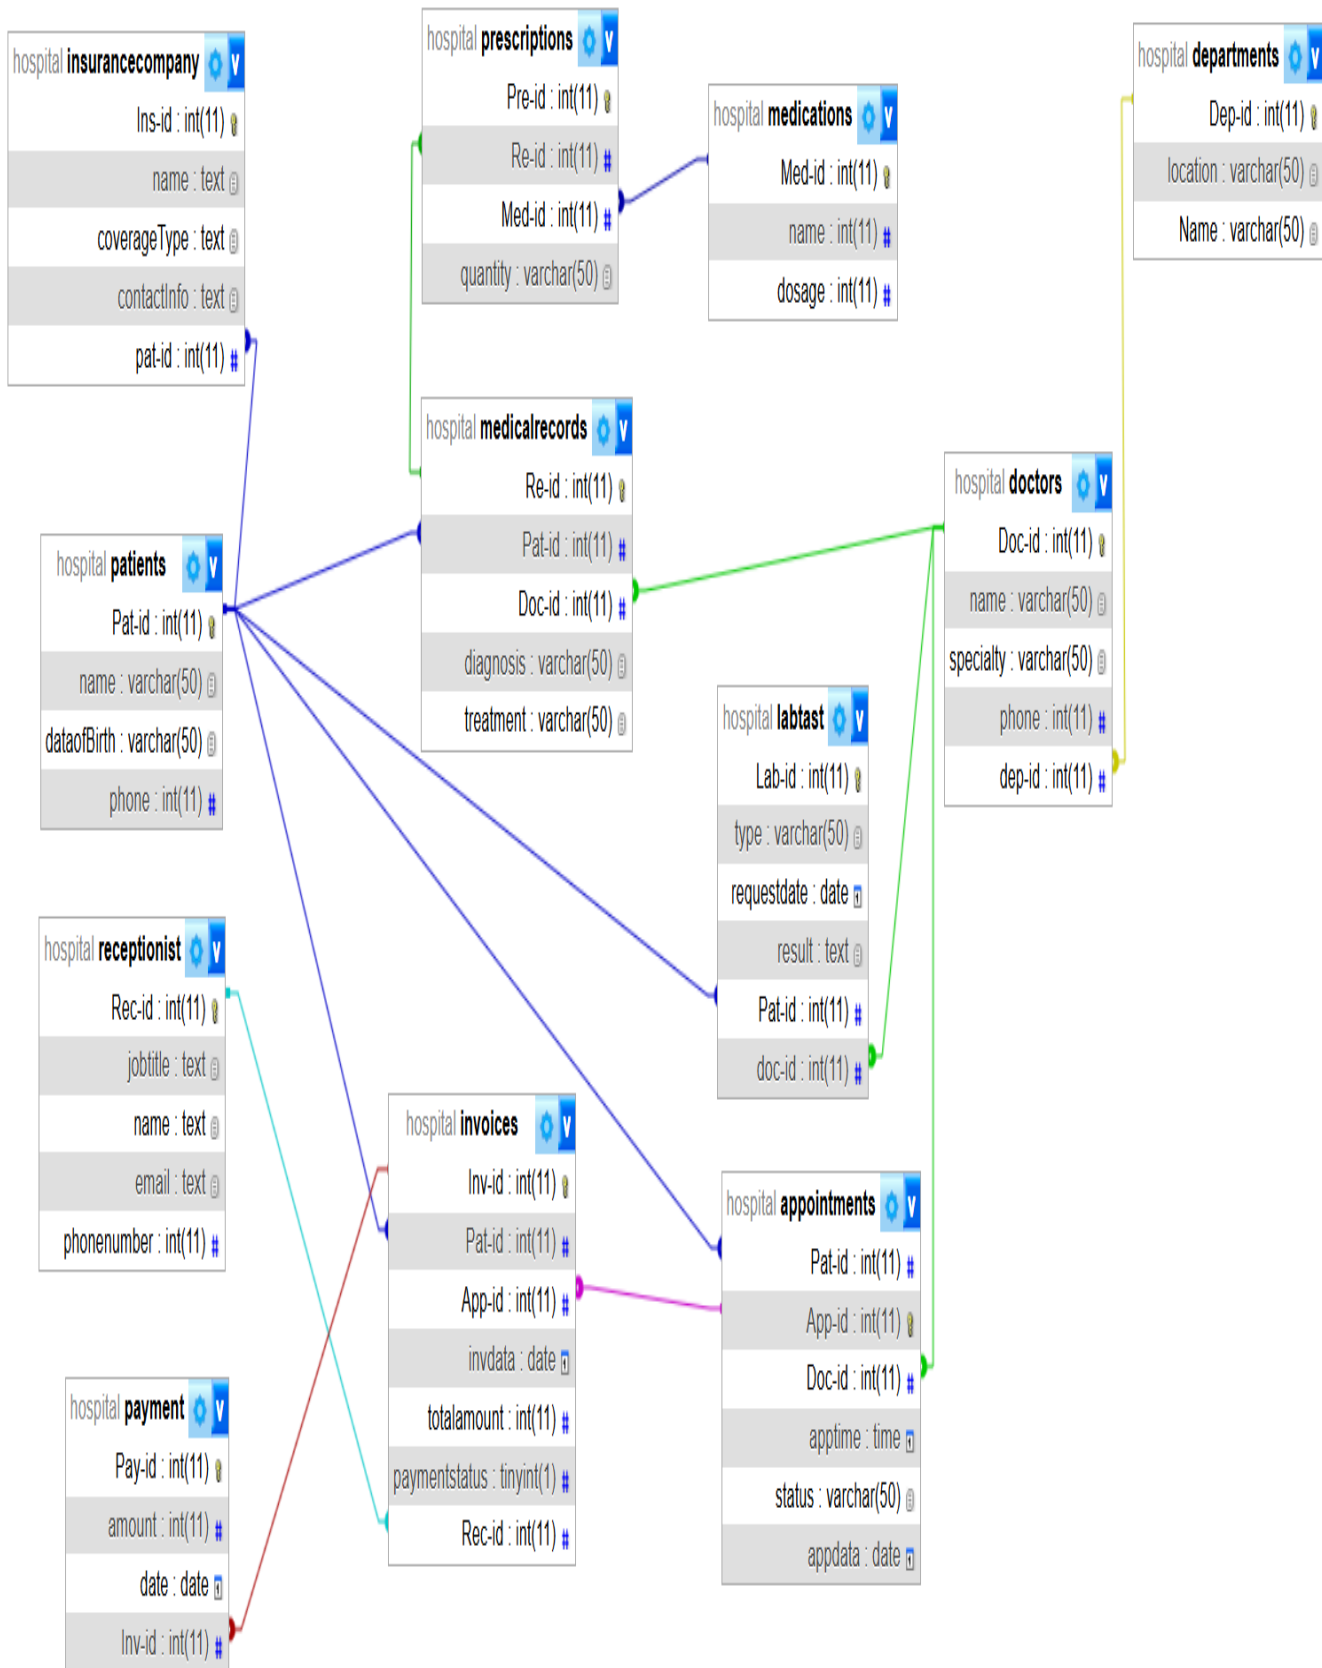 hospital insurancecompany v
Ins-id : int(11)
name : text
coverageType : text
contactInfo : text
pat-id : int(11) #
hospital prescriptions v
Pre-id : int(11)
Re-id : int(11) #
Med-id : int(11) #
quantity : varchar(50)
hospital medications v
Med-id : int(11)
name : int(11) #
dosage : int(11) #
hospital departments v
Dep-id : int(11)
location : varchar(50)
Name : varchar(50)
hospital medicalrecords v
Re-id : int(11)
Pat-id : int(11) #
Doc-id : int(11) #
diagnosis : varchar(50)
treatment : varchar(50)
hospital doctors v
Doc-id : int(11)
name : varchar(50)
specialty : varchar(50)
phone : int(11) #
dep-id : int(11) #
hospital patients v
Pat-id : int(11)
name : varchar(50)
dataofBirth : varchar(50)
phone : int(11) #
hospital labtast v
Lab-id : int(11)
type : varchar(50)
requestdate : date
result : text
Pat-id : int(11) #
doc-id : int(11) #
hospital receptionist v
Rec-id : int(11)
jobtitle : text
name : text
email : text
phonenumber : int(11) #
hospital invoices v
Inv-id : int(11)
Pat-id : int(11) #
App-id : int(11) #
invdata : date
totalamount : int(11) #
paymentstatus : tinyint(1) #
Rec-id : int(11) #
hospital appointments v
Pat-id : int(11) #
App-id : int(11)
Doc-id : int(11) #
apptime : time
status : varchar(50)
appdata : date
hospital payment v
Pay-id : int(11)
amount : int(11) #
date : date
Inv-id : int(11) #